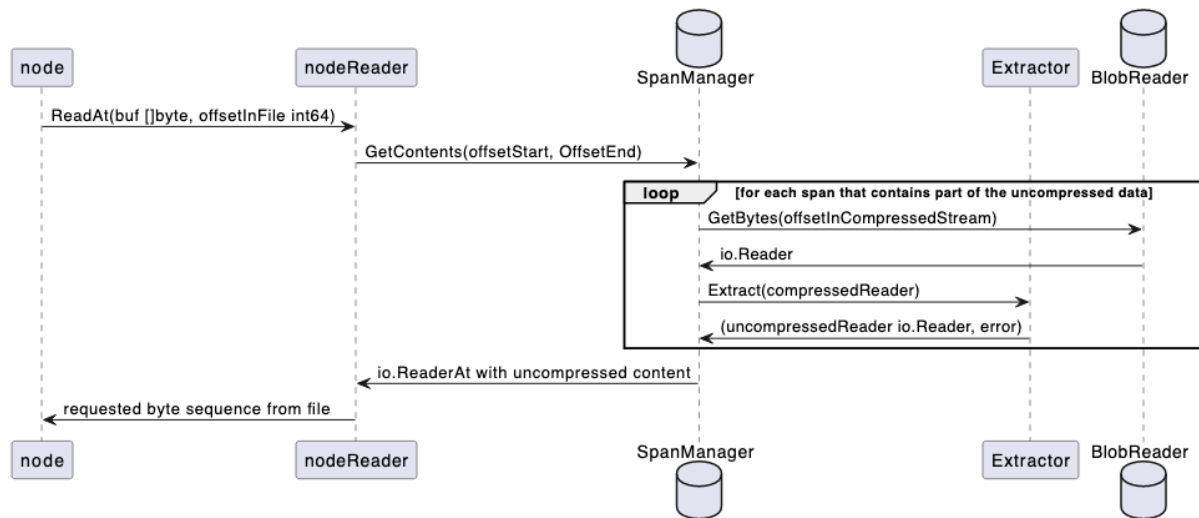 node
nodeReader
SpanManager
Extractor
BlobReader
ReadAt(buf []byte, offsetInFile int64)
GetContents(offsetStart, OffsetEnd)
loop [for each span that contains part of the uncompressed data]
GetBytes(offsetInCompressedStream)
io.Reader
Extract(compressedReader)
(uncompressedReader io.Reader, error)
io.ReaderAt with uncompressed content
requested byte sequence from file
node
nodeReader
SpanManager
Extractor
BlobReader